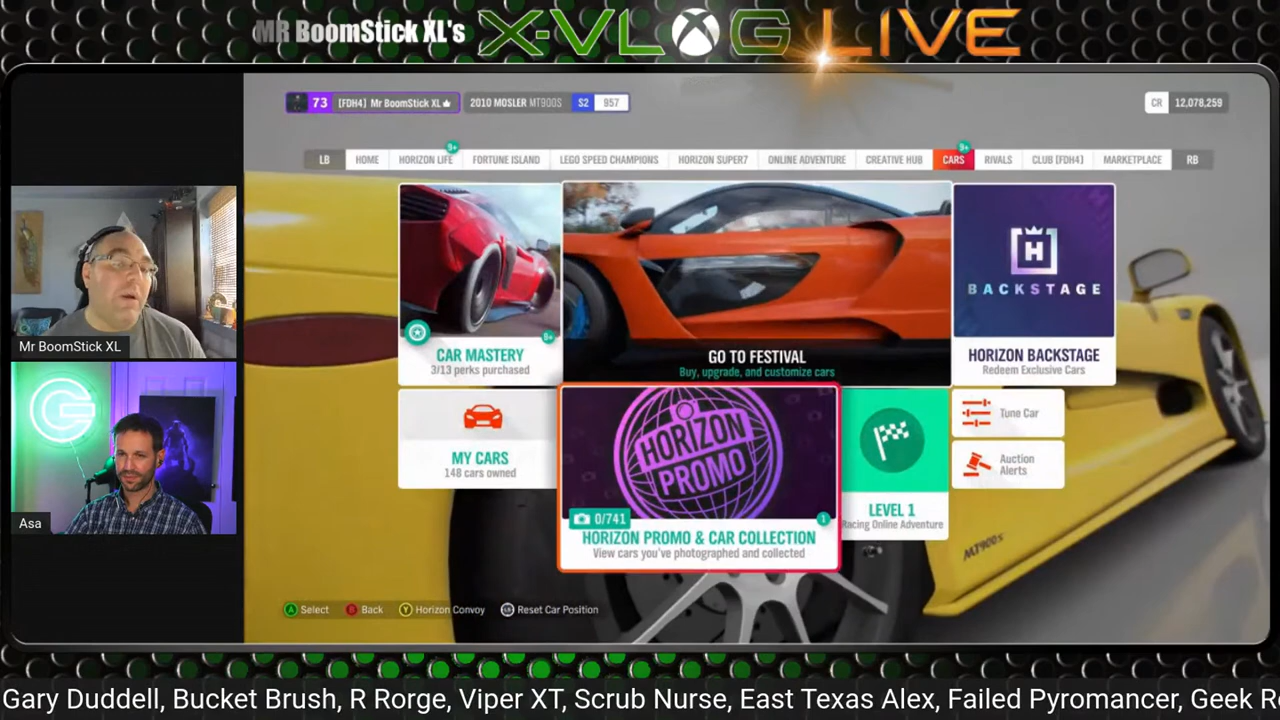 MR BoomStick XL's X-VLOG LIVE
73 [FDH4] Mr BoomStick XL 2010 MOSLER MT900S S2 957
CR 12,078,259
LB HOME HORIZON LIFE 9+ FORTUNE ISLAND LEGO SPEED CHAMPIONS HORIZON SUPER7 ONLINE ADVENTURE CREATIVE HUB CARS 9+ RIVALS CLUB [FDH4] MARKETPLACE RB
9+
CAR MASTERY
3/13 perks purchased
GO TO FESTIVAL
Buy, upgrade, and customize cars
H
BACKSTAGE
HORIZON BACKSTAGE
Redeem Exclusive Cars
MY CARS
148 cars owned
HORIZON
PROMO
0/741
1
HORIZON PROMO & CAR COLLECTION
View cars you've photographed and collected
LEVEL 1
Racing Online Adventure
Tune Car
Auction
Alerts
MT900S
A Select B Back Y Horizon Convoy Reset Car Position
Mr BoomStick XL
G
Asa
Gary Duddell, Bucket Brush, R Rorge, Viper XT, Scrub Nurse, East Texas Alex, Failed Pyromancer, Geek R